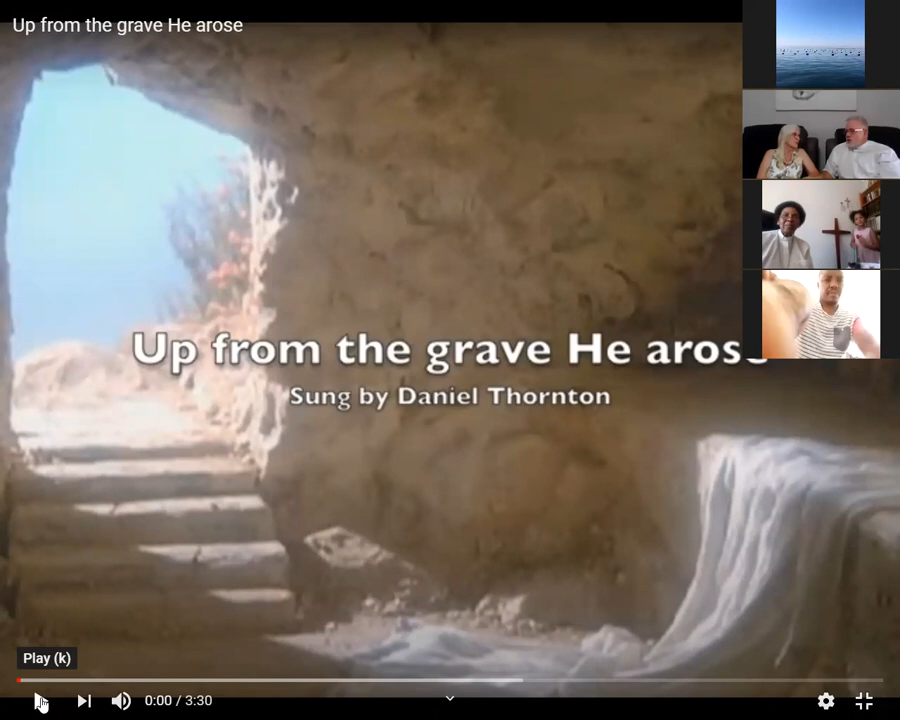 Up from the grave He arose
Up from the grave He arose
Sung by Daniel Thornton
Play (k)
0:00 / 3:30